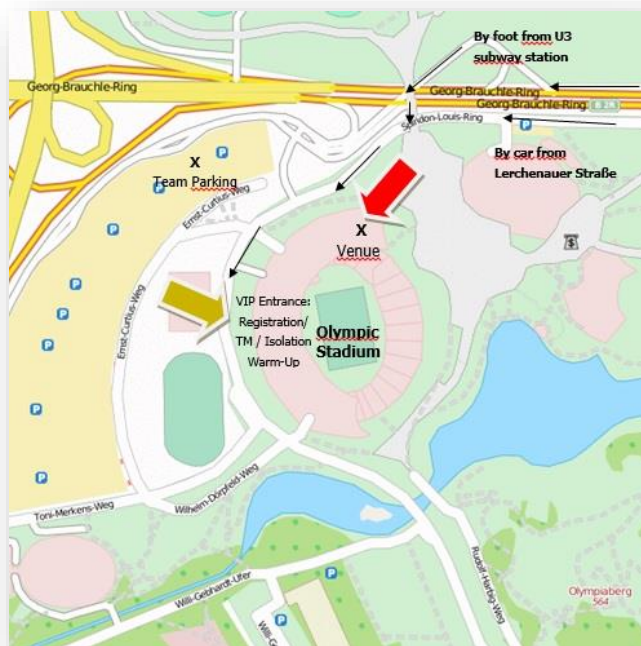 By foot from U3
subway station
Georg-Brauchle-Ring
Georg-Brauchle-Ring
Georg-Brauchle-Ring
Spiridon-Louis-Ring
P
By car from
Lerchenauer Straße
X
Team Parking
Ernst-Curtius-Weg
X
Venue
$
P
P
P
P
P
P
P
Ernst-Curtius-Weg
VIP Entrance:
Registration/
TM / Isolation
Warm-Up
Olympic
Stadium
Toni-Merkens-Weg
Wilhelm-Dörpfeld-Weg
Willi-Gebhardt-Ufer
P
P
Rudolf-Harbig-Weg
Olympiaberg
564